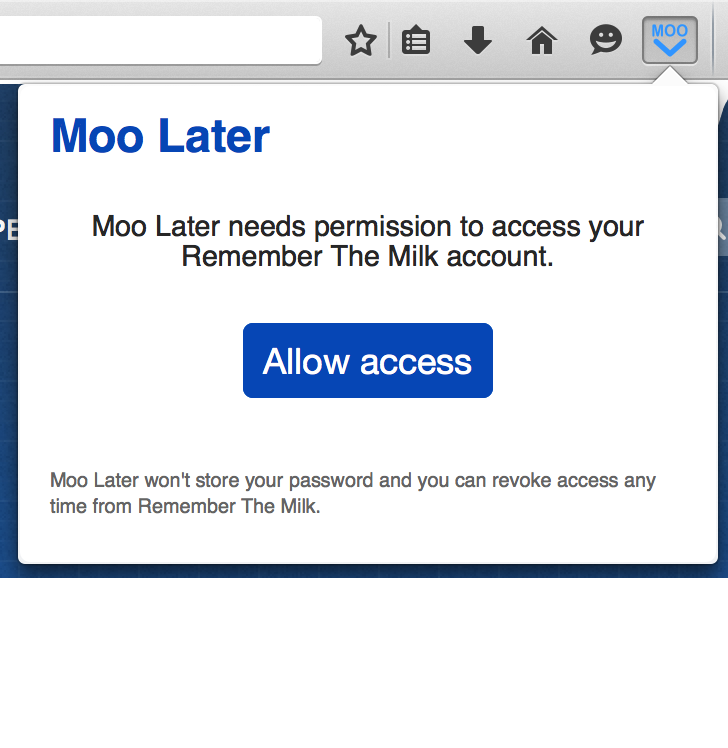 MOO
Moo Later
PE
Moo Later needs permission to access your
Remember The Milk account.
Allow access
Moo Later won't store your password and you can revoke access any
time from Remember The Milk.